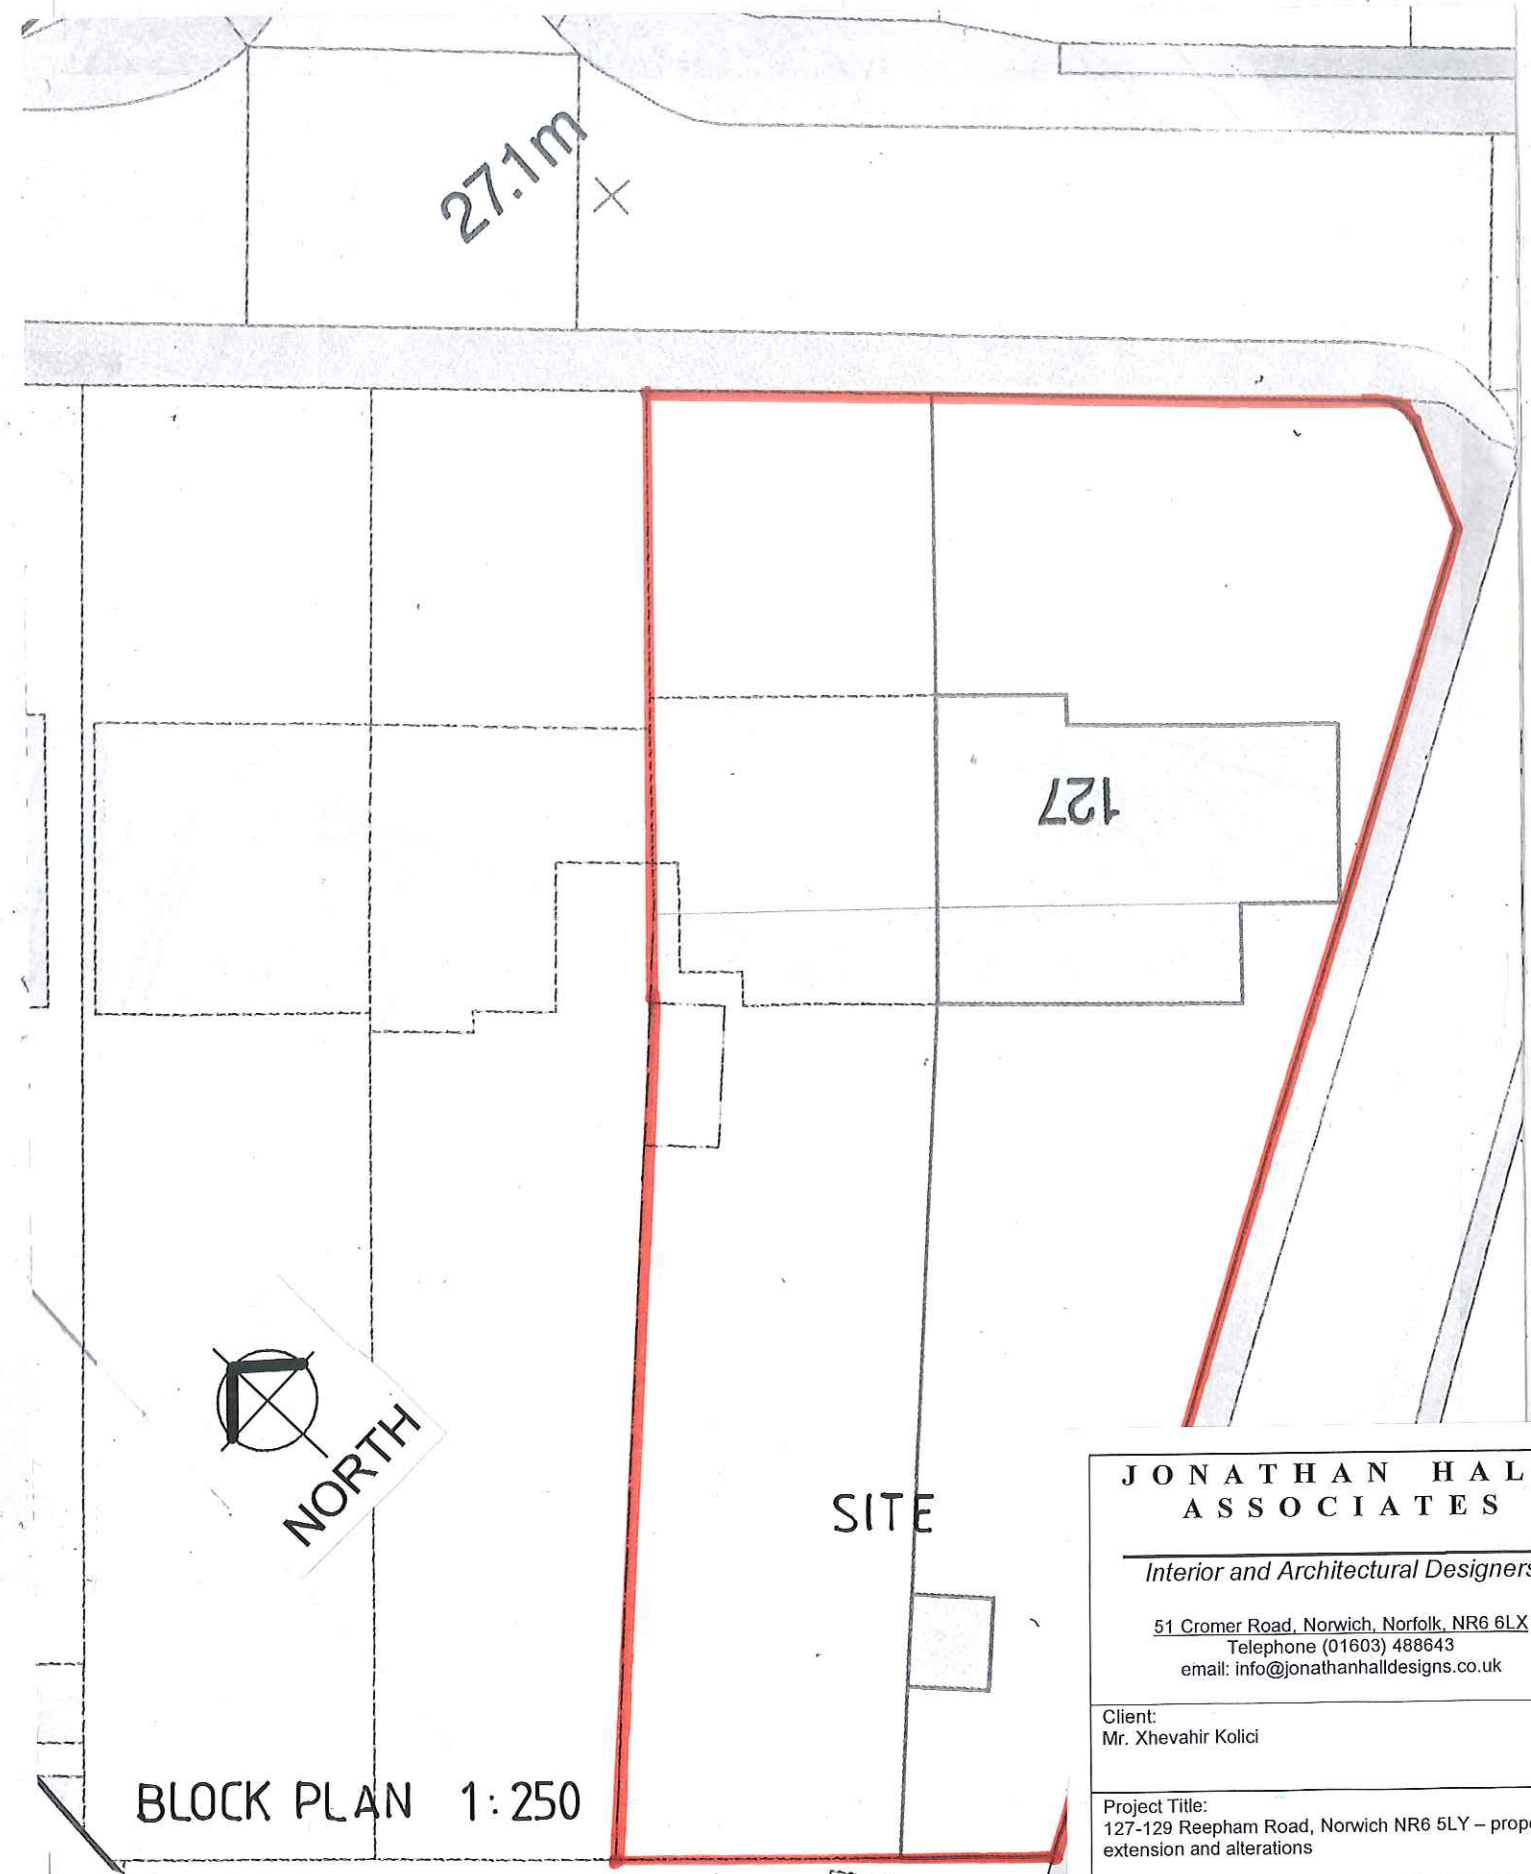 27.1m
127
NORTH
SITE
BLOCK PLAN 1:250
JONATHAN HAL
ASSOCIATES
Interior and Architectural Designers
51 Cromer Road, Norwich, Norfolk, NR6 6LX
Telephone (01603) 488643
email: info@jonathanhalldesigns.co.uk
Client:
Mr. Xhevahir Kolici
Project Title:
127-129 Reepham Road, Norwich NR6 5LY – prop
extension and alterations